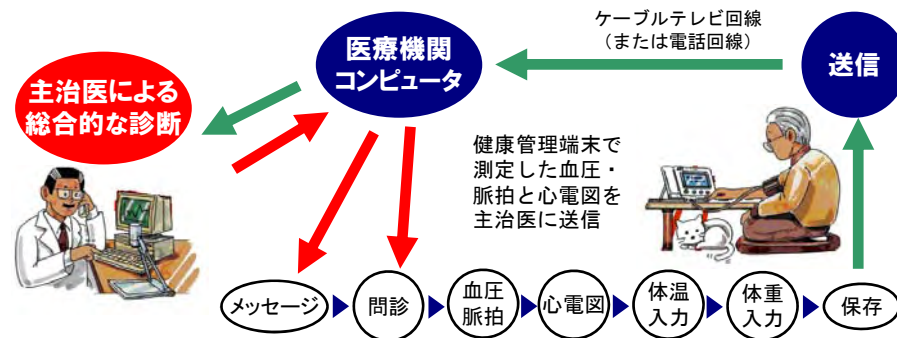 ケーブルテレビ回線
（または電話回線）
医療機関
コンピュータ
送信
主治医による
総合的な診断
健康管理端末で
測定した血圧・
脈拍と心電図を
主治医に送信
メッセージ
問診
血圧
脈拍
心電図
体温
入力
体重
入力
保存